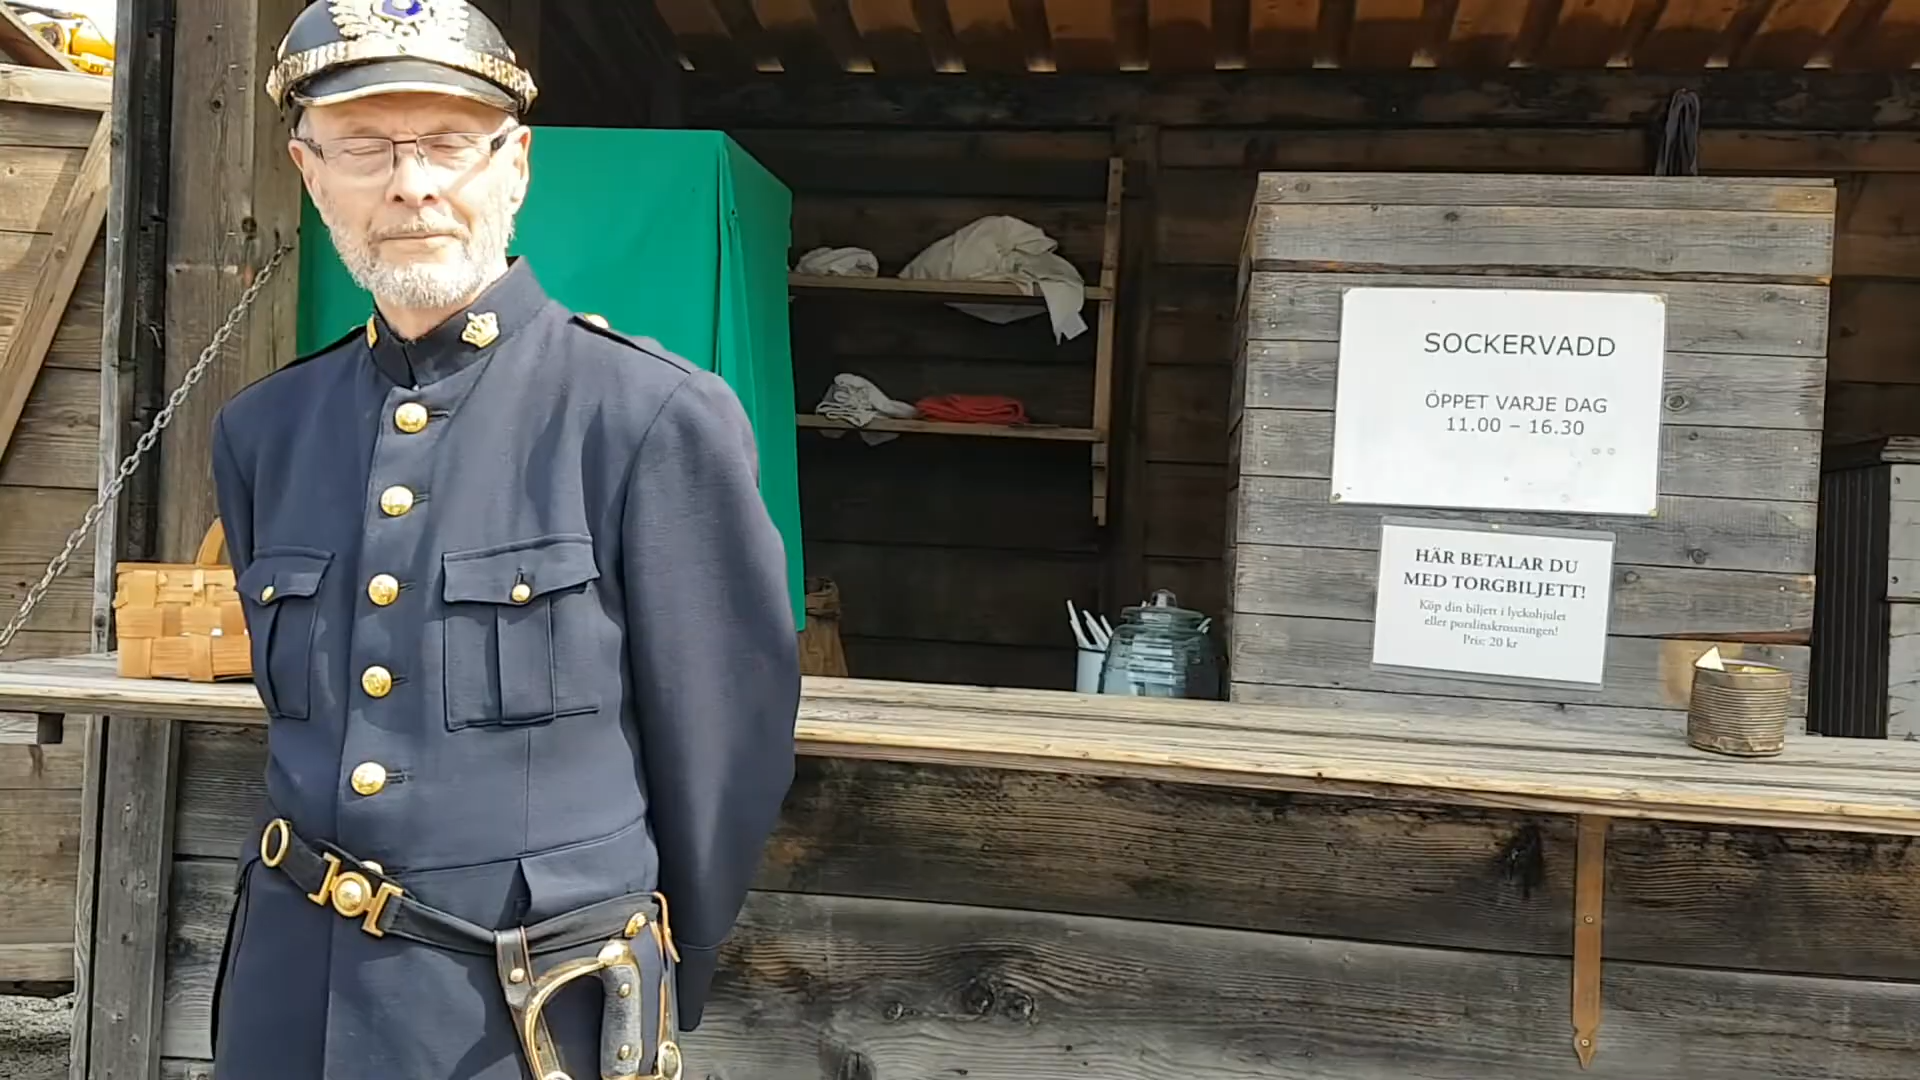 SOCKERVADD
ÖPPET VARJE DAG
11.00 – 16.30
HÄR BETALAR DU
MED TORGBILJETT!
Köp din biljett i lyckohjulet
eller porslinskrossningen!
Pris: 20 kr